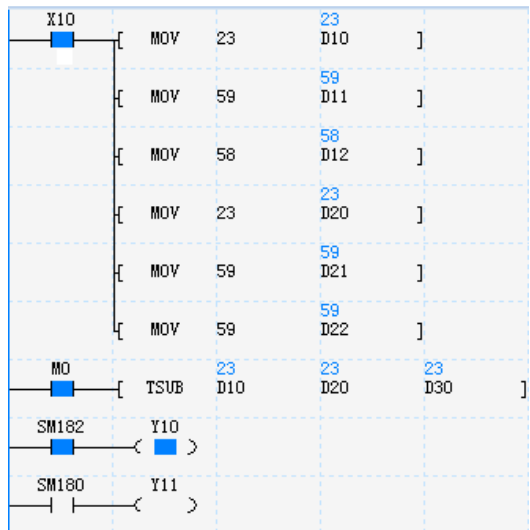 X10 23
[ MOV 23 D10 ]
59
[ MOV 59 D11 ]
58
[ MOV 58 D12 ]
23
[ MOV 23 D20 ]
59
[ MOV 59 D21 ]
59
[ MOV 59 D22 ]
M0 23 23 23
[ TSUB D10 D20 D30 ]
SM182 Y10
SM180 Y11